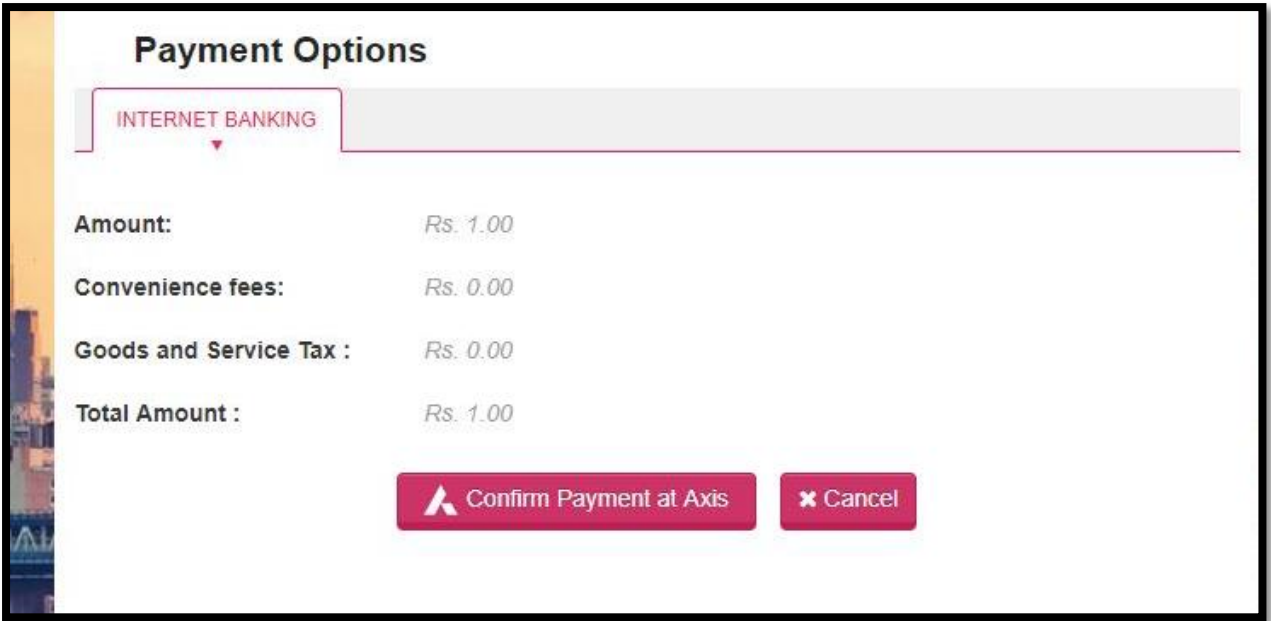 Payment Options
INTERNET BANKING
Amount: Rs. 1.00
Convenience fees: Rs. 0.00
Goods and Service Tax : Rs. 0.00
Total Amount : Rs. 1.00
Confirm Payment at Axis Cancel